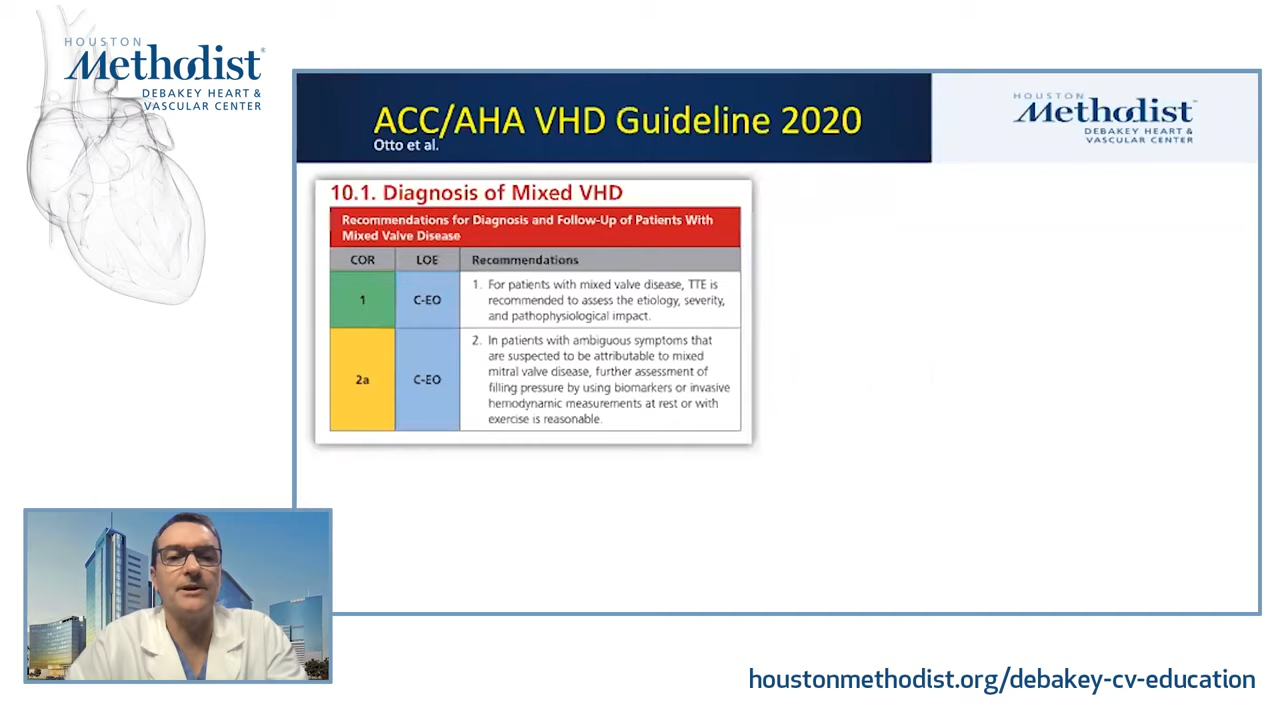 HOUSTON
Methodist®
DEBAKEY HEART &
VASCULAR CENTER
ACC/AHA VHD Guideline 2020
Otto et al.
HOUSTON
Methodist
DEBAKEY HEART &
VASCULAR CENTER
10.1. Diagnosis of Mixed VHD
Recommendations for Diagnosis and Follow-Up of Patients With
Mixed Valve Disease
COR LOE Recommendations
1 C-EO 1. For patients with mixed valve disease, TTE is
recommended to assess the etiology, severity,
and pathophysiological impact.
2a C-EO 2. In patients with ambiguous symptoms that
are suspected to be attributable to mixed
mitral valve disease, further assessment of
filling pressure by using biomarkers or invasive
hemodynamic measurements at rest or with
exercise is reasonable.
houstonmethodist.org/debakey-cv-education